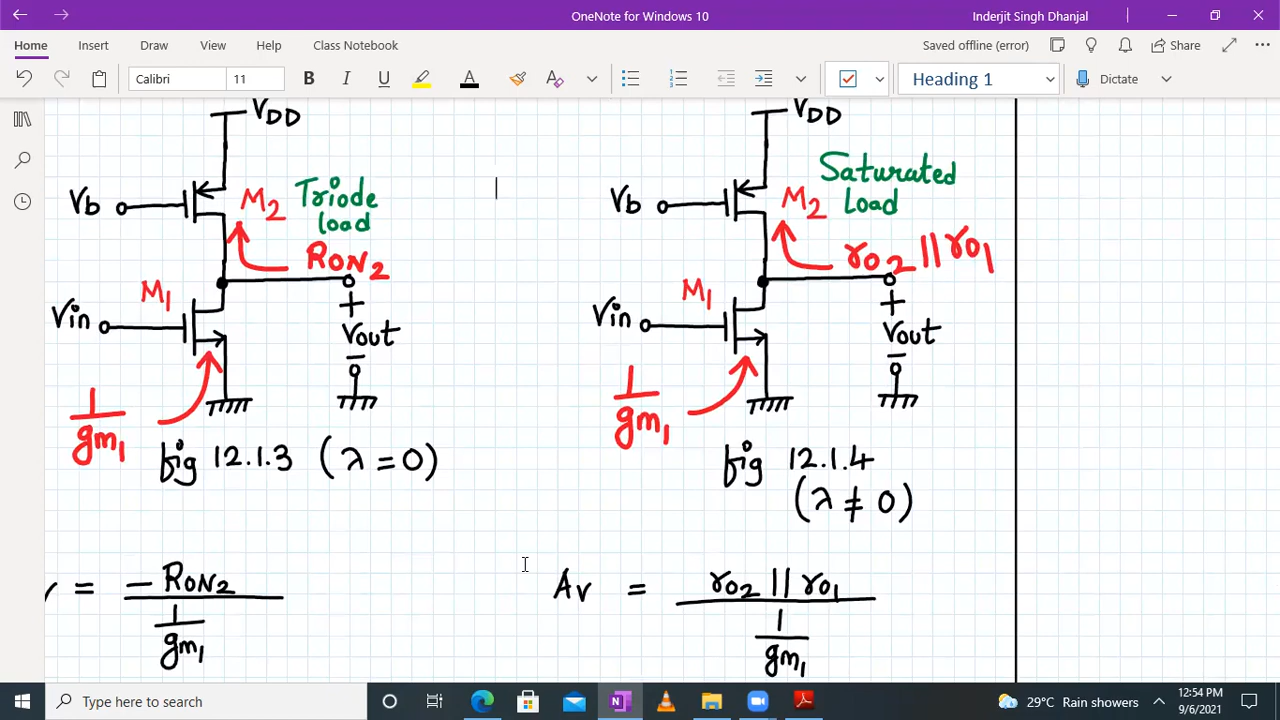 OneNote for Windows 10
Inderjit Singh Dhanjal
Home Insert Draw View Help Class Notebook
Saved offline (error)
Share
Calibri 11 B I U A Heading 1 Dictate
VDD
Vb
M2
Triode
load
RON2
M1
Vin
+
Vout
–
1
gm1
fig 12.1.3 (λ = 0)
= – RON2
1
gm1
VDD
Vb
M2
Saturated
load
ro2 || ro1
M1
Vin
+
Vout
–
1
gm1
fig 12.1.4
(λ ≠ 0)
Av = ro2 || ro1
1
gm1
Type here to search
29°C Rain showers
12:54 PM
9/6/2021